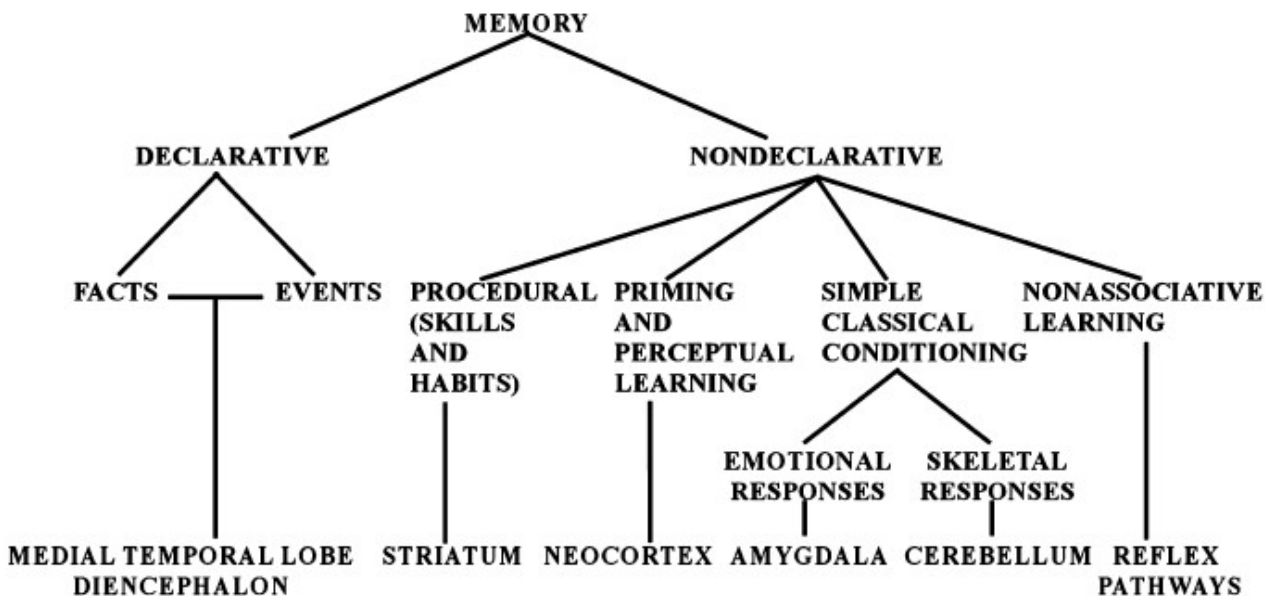 MEMORY
DECLARATIVE
NONDECLARATIVE
FACTS
EVENTS
PROCEDURAL
(SKILLS
AND
HABITS)
PRIMING
AND
PERCEPTUAL
LEARNING
SIMPLE
CLASSICAL
CONDITIONING
NONASSOCIATIVE
LEARNING
EMOTIONAL
RESPONSES
SKELETAL
RESPONSES
MEDIAL TEMPORAL LOBE
DIENCEPHALON
STRIATUM
NEOCORTEX
AMYGDALA
CEREBELLUM
REFLEX
PATHWAYS